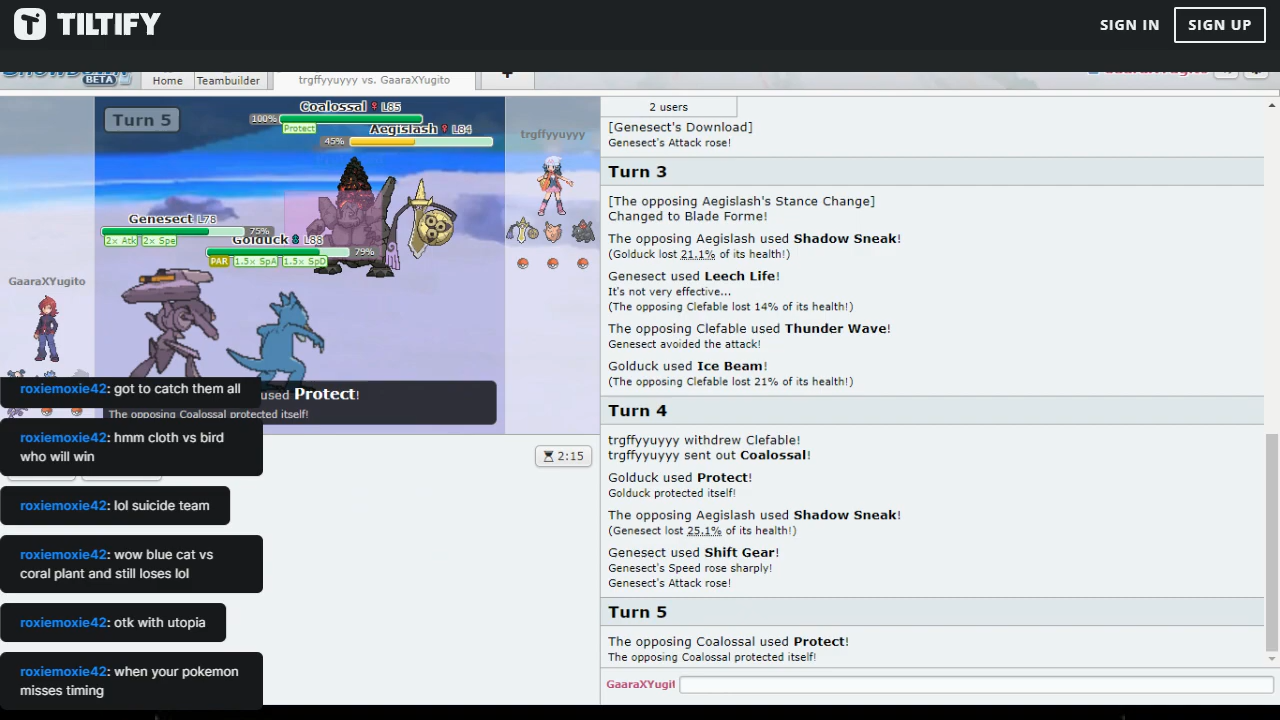 TILTIFY
SIGN IN
SIGN UP
BETA
Home
Teambuilder
trgffyyuyyy vs. GaaraXYugito
Turn 5
Coalossal ♀ L85
100%
Protect
Aegislash ♀ L84
45%
Genesect L78
75%
2× Atk 2× Spe
Golduck ♂ L88
79%
PAR 1.5× SpA 1.5× SpD
trgffyyuyyy
GaaraXYugito
used Protect!
The opposing Coalossal protected itself!
2:15
roxiemoxie42: got to catch them all
roxiemoxie42: hmm cloth vs bird
who will win
roxiemoxie42: lol suicide team
roxiemoxie42: wow blue cat vs
coral plant and still loses lol
roxiemoxie42: otk with utopia
roxiemoxie42: when your pokemon
misses timing
2 users
[Genesect's Download]
Genesect's Attack rose!
Turn 3
[The opposing Aegislash's Stance Change]
Changed to Blade Forme!
The opposing Aegislash used Shadow Sneak!
(Golduck lost 21.1% of its health!)
Genesect used Leech Life!
It's not very effective...
(The opposing Clefable lost 14% of its health!)
The opposing Clefable used Thunder Wave!
Genesect avoided the attack!
Golduck used Ice Beam!
(The opposing Clefable lost 21% of its health!)
Turn 4
trgffyyuyyy withdrew Clefable!
trgffyyuyyy sent out Coalossal!
Golduck used Protect!
Golduck protected itself!
The opposing Aegislash used Shadow Sneak!
(Genesect lost 25.1% of its health!)
Genesect used Shift Gear!
Genesect's Speed rose sharply!
Genesect's Attack rose!
Turn 5
The opposing Coalossal used Protect!
The opposing Coalossal protected itself!
GaaraXYugit